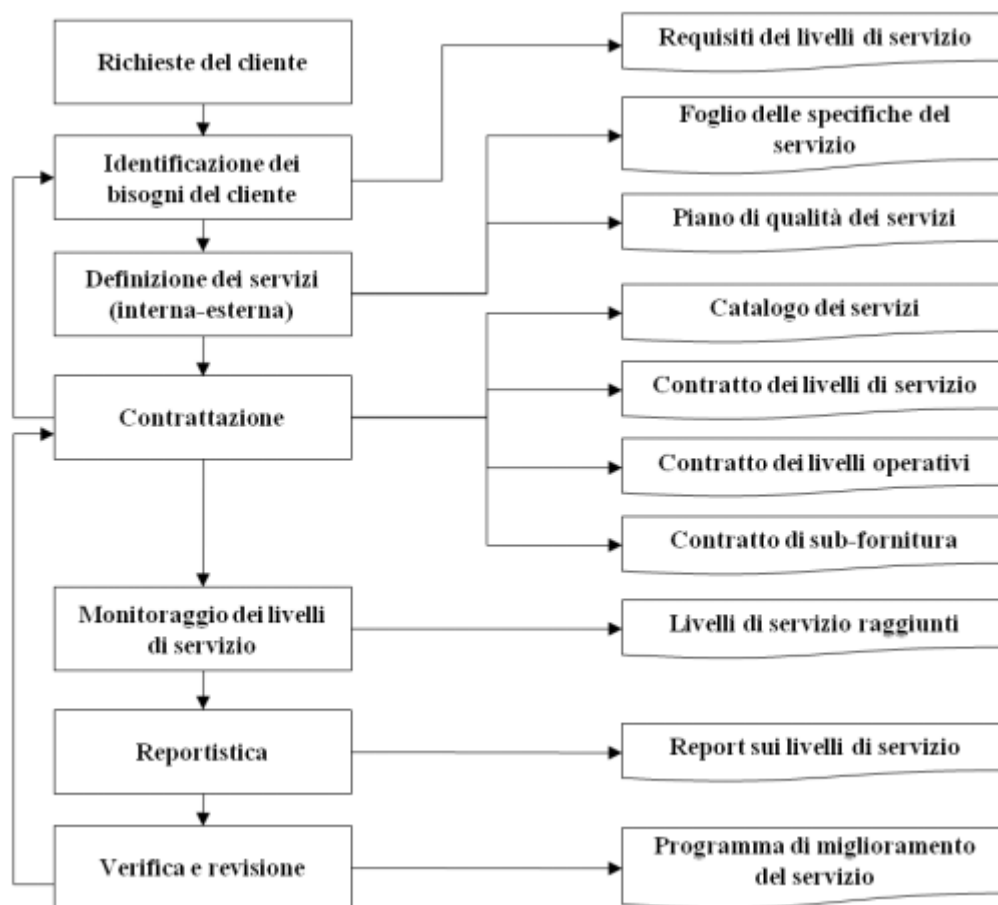 Richieste del cliente
Identificazione dei
bisogni del cliente
Definizione dei servizi
(interna-esterna)
Contrattazione
Monitoraggio dei livelli
di servizio
Reportistica
Verifica e revisione
Requisiti dei livelli di servizio
Foglio delle specifiche del
servizio
Piano di qualità dei servizi
Catalogo dei servizi
Contratto dei livelli di servizio
Contratto dei livelli operativi
Contratto di sub-fornitura
Livelli di servizio raggiunti
Report sui livelli di servizio
Programma di miglioramento
del servizio